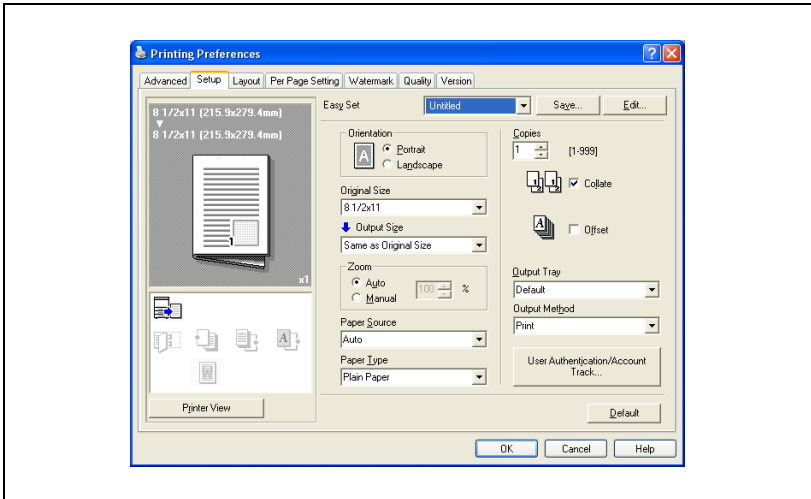 Printing Preferences
Advanced Setup Layout Per Page Setting Watermark Quality Version
8 1/2x11 (215.9x279.4mm)
8 1/2x11 (215.9x279.4mm)
1
x1
Printer View
Easy Set Untitled Save... Edit...
Orientation
A
Portrait
Landscape
Original Size
8 1/2x11
Output Size
Same as Original Size
Zoom
Auto
Manual
100 %
Paper Source
Auto
Paper Type
Plain Paper
Copies
1 [1-999]
Collate
Offset
Output Tray
Default
Output Method
Print
User Authentication/Account
Track...
Default
OK Cancel Help